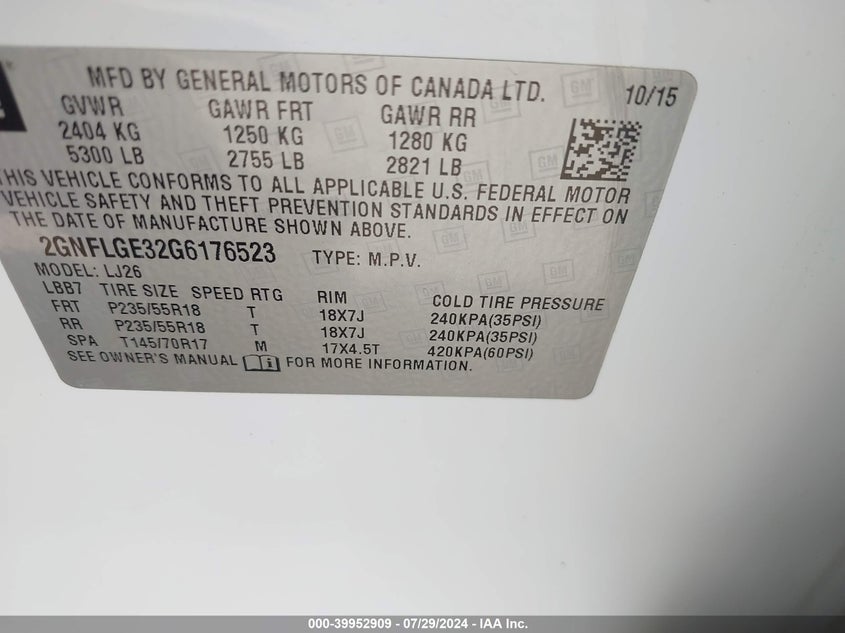 MFD BY GENERAL MOTORS OF CANADA LTD. 10/15
GVWR GAWR FRT GAWR RR
2404 KG 1250 KG 1280 KG
5300 LB 2755 LB 2821 LB
THIS VEHICLE CONFORMS TO ALL APPLICABLE U.S. FEDERAL MOTOR
VEHICLE SAFETY AND THEFT PREVENTION STANDARDS IN EFFECT ON
THE DATE OF MANUFACTURE SHOWN ABOVE.
2GNFLGE32G6176523 TYPE: M.P.V.
MODEL: LJ26
LBB7 TIRE SIZE SPEED RTG RIM COLD TIRE PRESSURE
FRT P235/55R18 T 18X7J 240KPA(35PSI)
RR P235/55R18 T 18X7J 240KPA(35PSI)
SPA T145/70R17 M 17X4.5T 420KPA(60PSI)
SEE OWNER'S MANUAL FOR MORE INFORMATION.
000-39952909 - 07/29/2024 - IAA Inc.